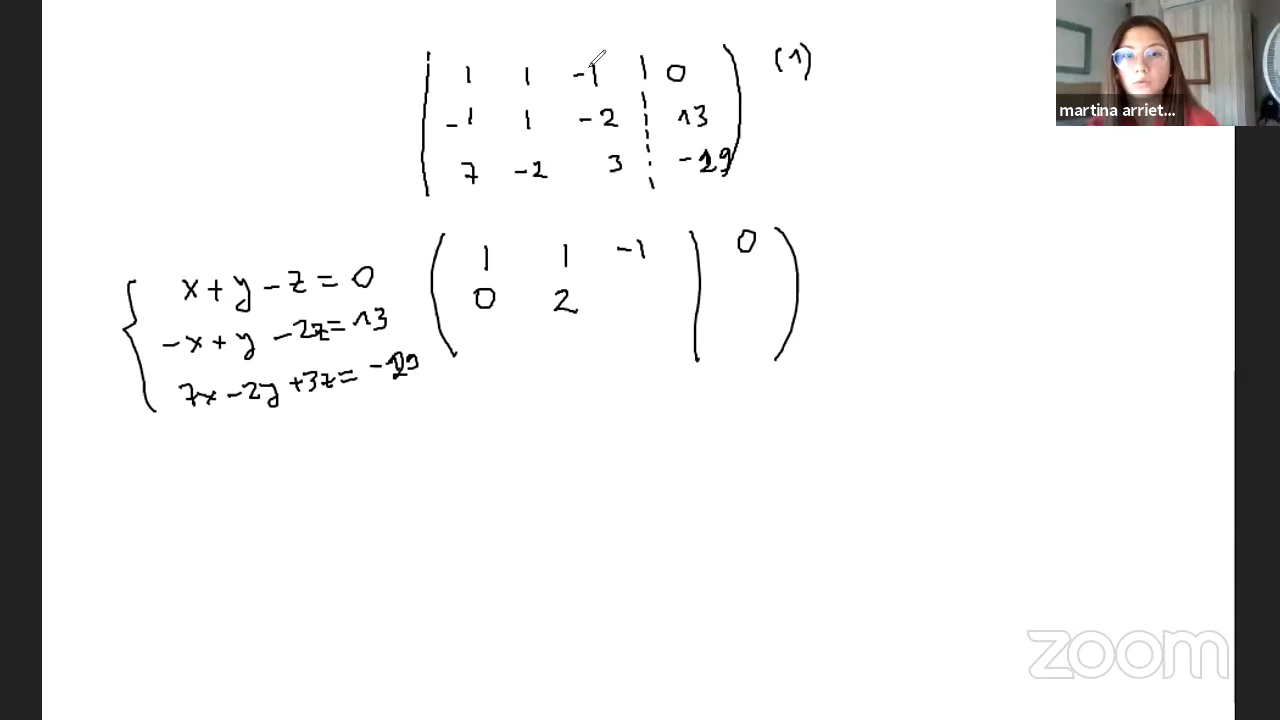 1 1 -1 | 0 (1)
-1 1 -2 | 13
7 -2 3 | -29
martina arriet...
1 1 -1 | 0
0 2
x + y - z = 0
-x + y - 2z = 13
7x - 2y + 3z = -29
zoom